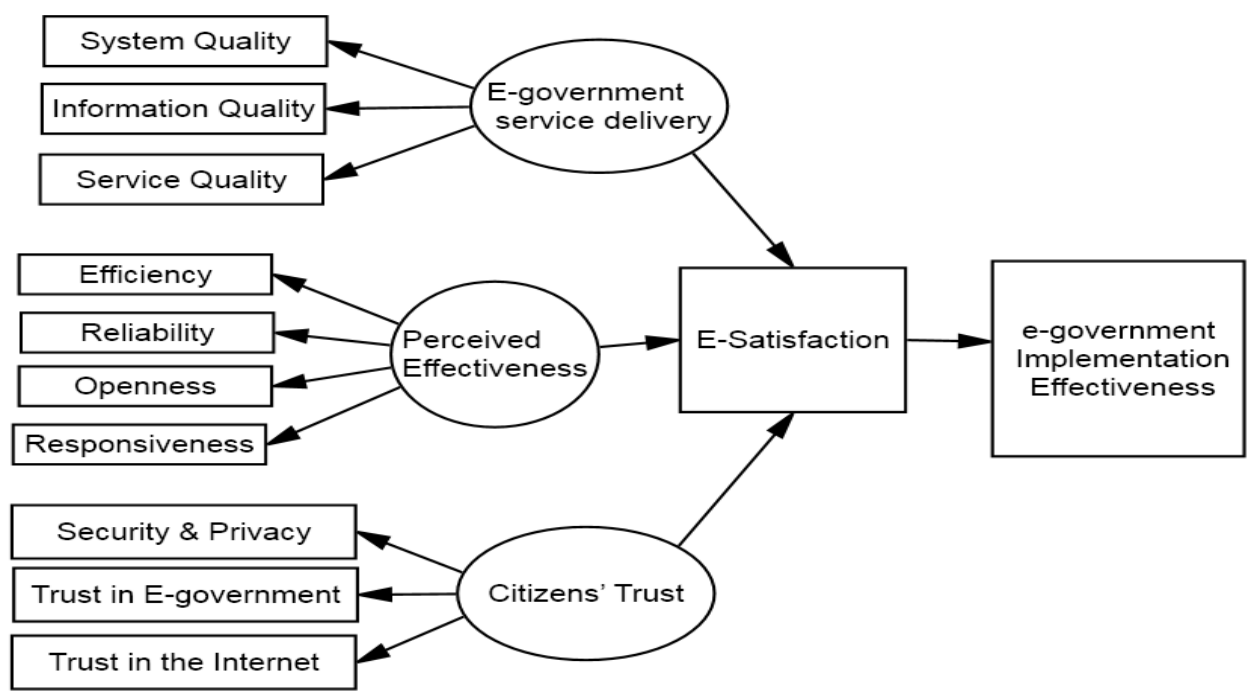 System Quality
Information Quality
Service Quality
E-government
service delivery
Efficiency
Reliability
Openness
Responsiveness
Perceived
Effectiveness
E-Satisfaction
e-government
Implementation
Effectiveness
Security & Privacy
Trust in E-government
Trust in the Internet
Citizens’ Trust